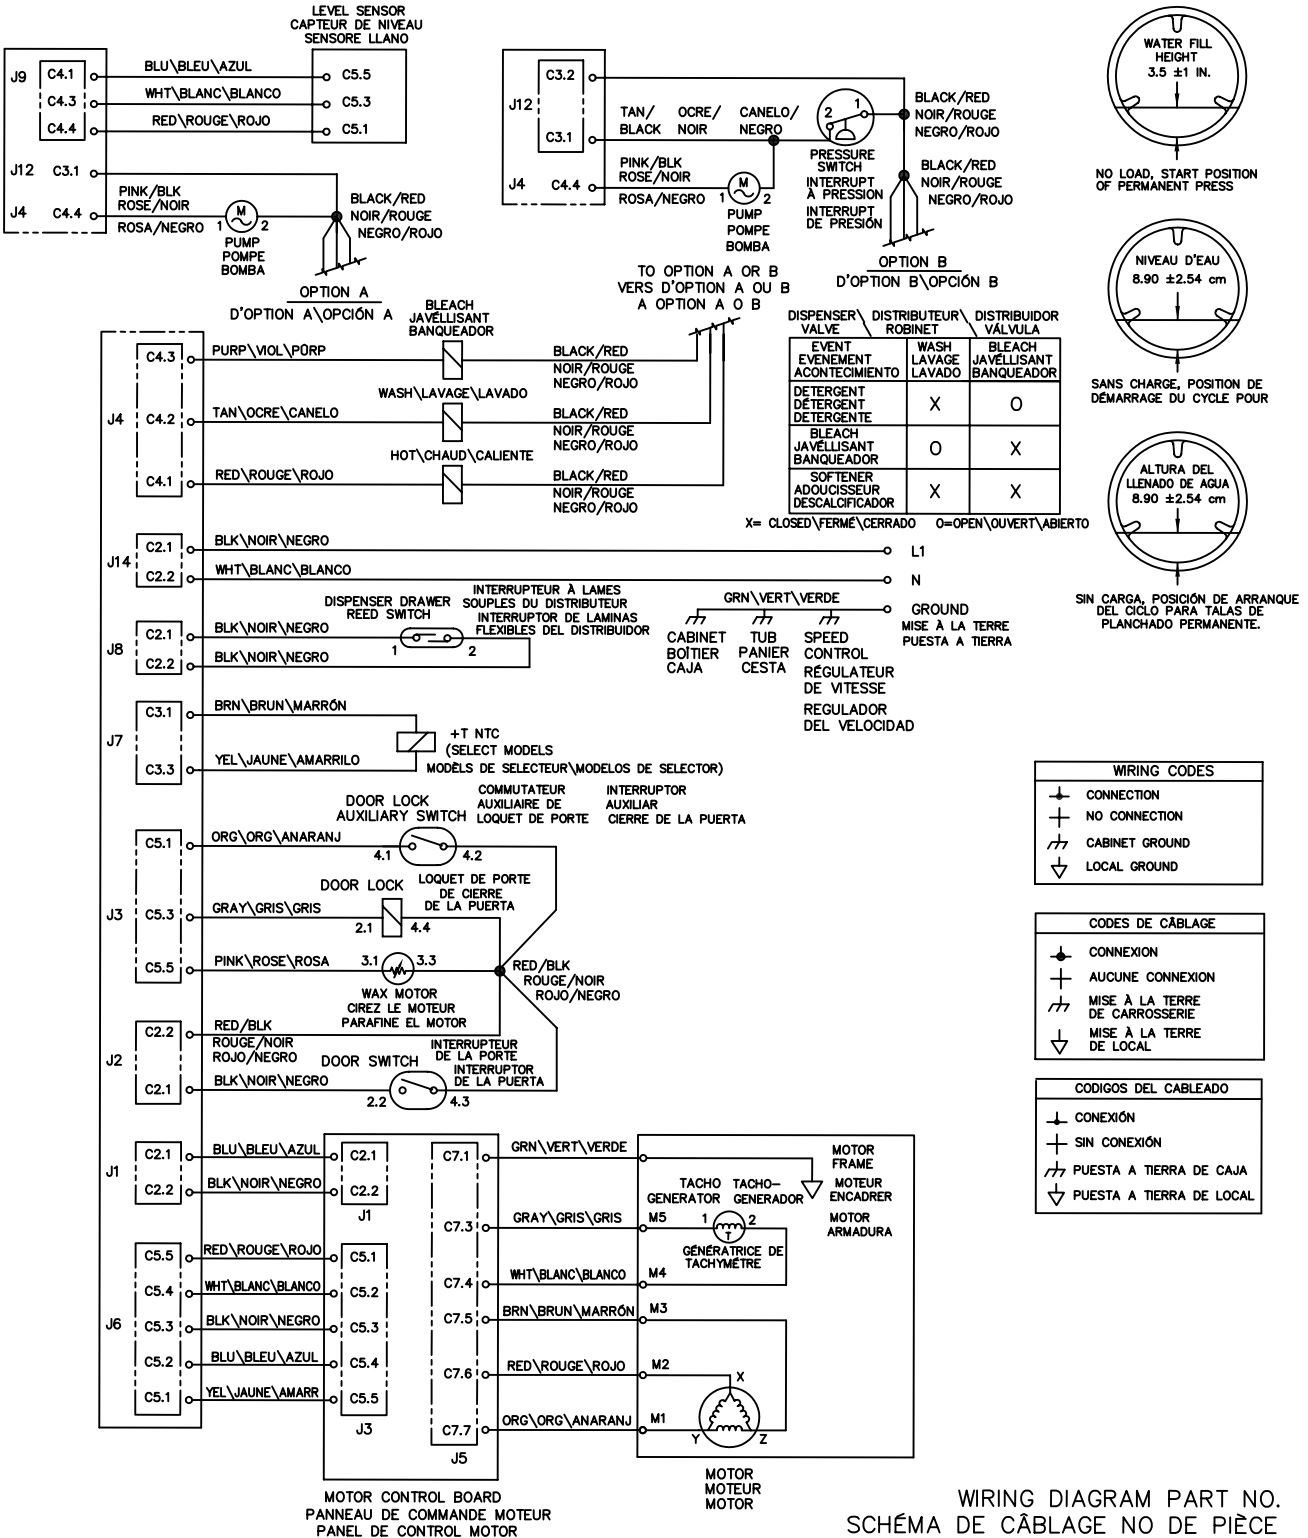 LEVEL SENSOR
CAPTEUR DE NIVEAU
SENSORE LLANO
J9
C4.1
BLU\BLEU\AZUL
C5.5
C4.3
WHT\BLANC\BLANCO
C5.3
C4.4
RED\ROUGE\ROJO
C5.1
J12
C3.1
J4
C4.4
PINK/BLK
ROSE/NOIR
ROSA/NEGRO
1
M
2
PUMP
POMPE
BOMBA
BLACK/RED
NOIR/ROUGE
NEGRO/ROJO
OPTION A
D'OPTION A\OPCIÓN A
J12
C3.2
C3.1
TAN/ OCRE/ CANELO/
BLACK NOIR NEGRO
2
1
PRESSURE
SWITCH
INTERRUPT
À PRESSION
INTERRUPT
DE PRESIÓN
BLACK/RED
NOIR/ROUGE
NEGRO/ROJO
BLACK/RED
NOIR/ROUGE
NEGRO/ROJO
J4
C4.4
PINK/BLK
ROSE/NOIR
ROSA/NEGRO
1
M
2
PUMP
POMPE
BOMBA
OPTION B
D'OPTION B\OPCIÓN B
TO OPTION A OR B
VERS D'OPTION A OU B
A OPTION A O B
WATER FILL
HEIGHT
3.5 ±1 IN.
NO LOAD, START POSITION
OF PERMANENT PRESS
NIVEAU D'EAU
8.90 ±2.54 cm
SANS CHARGE, POSITION DE
DÉMARRAGE DU CYCLE POUR
ALTURA DEL
LLENADO DE AGUA
8.90 ±2.54 cm
SIN CARGA, POSICIÓN DE ARRANQUE
DEL CICLO PARA TALAS DE
PLANCHADO PERMANENTE.
DISPENSER\ DISTRIBUTEUR\ DISTRIBUIDOR
VALVE ROBINET VÁLVULA
EVENT WASH BLEACH
EVENEMENT LAVAGE JAVÉLLISANT
ACONTECIMIENTO LAVADO BANQUEADOR
DETERGENT
DÉTERGENT
DETERGENTE
X O
BLEACH
JAVÉLLISANT
BANQUEADOR
O X
SOFTENER
ADOUCISSEUR
DESCALCIFICADOR
X X
X= CLOSED\FERMÉ\CERRADO O=OPEN\OUVERT\ABIERTO
J4
C4.3
PURP\VIOL\PÛRP
BLEACH
JAVÉLLISANT
BANQUEADOR
BLACK/RED
NOIR/ROUGE
NEGRO/ROJO
C4.2
TAN\OCRE\CANELO
WASH\LAVAGE\LAVADO
BLACK/RED
NOIR/ROUGE
NEGRO/ROJO
C4.1
RED\ROUGE\ROJO
HOT\CHAUD\CALIENTE
BLACK/RED
NOIR/ROUGE
NEGRO/ROJO
J14
C2.1
BLK\NOIR\NEGRO
L1
C2.2
WHT\BLANC\BLANCO
N
GRN\VERT\VERDE
GROUND
MISE À LA TERRE
PUESTA A TIERRA
CABINET
BOÎTIER
CAJA
TUB
PANIER
CESTA
SPEED
CONTROL
RÉGULATEUR
DE VITESSE
REGULADOR
DEL VELOCIDAD
J8
C2.1
BLK\NOIR\NEGRO
DISPENSER DRAWER
REED SWITCH
INTERRUPTEUR À LAMES
SOUPLES DU DISTRIBUTEUR
INTERRUPTOR DE LAMINAS
FLEXIBLES DEL DISTRIBUIDOR
1
2
C2.2
BLK\NOIR\NEGRO
J7
C3.1
BRN\BRUN\MARRÓN
+T NTC
(SELECT MODELS
MODÈLS DE SELECTEUR\MODELOS DE SELECTOR)
C3.3
YEL\JAUNE\AMARRILO
J3
C5.1
ORG\ORG\ANARANJ
DOOR LOCK
AUXILIARY SWITCH
COMMUTATEUR
AUXILIAIRE DE
LOQUET DE PORTE
INTERRUPTOR
AUXILIAR
CIERRE DE LA PUERTA
4.1
4.2
C5.3
GRAY\GRIS\GRIS
DOOR LOCK
LOQUET DE PORTE
DE CIERRE
DE LA PUERTA
2.1
4.4
C5.5
PINK\ROSE\ROSA
3.1
3.3
WAX MOTOR
CIREZ LE MOTEUR
PARAFINE EL MOTOR
RED/BLK
ROUGE/NOIR
ROJO/NEGRO
J2
C2.2
RED/BLK
ROUGE/NOIR
ROJO/NEGRO
DOOR SWITCH
INTERRUPTEUR
DE LA PORTE
INTERRUPTOR
DE LA PUERTA
C2.1
BLK\NOIR\NEGRO
2.2
4.3
WIRING CODES
CONNECTION
NO CONNECTION
CABINET GROUND
LOCAL GROUND
CODES DE CÂBLAGE
CONNEXION
AUCUNE CONNEXION
MISE À LA TERRE
DE CARROSSERIE
MISE À LA TERRE
DE LOCAL
CODIGOS DEL CABLEADO
CONEXIÓN
SIN CONEXIÓN
PUESTA A TIERRA DE CAJA
PUESTA A TIERRA DE LOCAL
J1
C2.1
BLU\BLEU\AZUL
C2.1
C2.2
BLK\NOIR\NEGRO
C2.2
J1
J6
C5.5
RED\ROUGE\ROJO
C5.1
C5.4
WHT\BLANC\BLANCO
C5.2
C5.3
BLK\NOIR\NEGRO
C5.3
C5.2
BLU\BLEU\AZUL
C5.4
C5.1
YEL\JAUNE\AMARR
C5.5
J3
C7.1
GRN\VERT\VERDE
MOTOR
FRAME
MOTEUR
ENCADRER
MOTOR
ARMADURA
C7.3
GRAY\GRIS\GRIS
M5
TACHO TACHO-
GENERATOR GENERADOR
1
T
2
GÉNÉRATRICE DE
TACHYMÉTRE
C7.4
WHT\BLANC\BLANCO
M4
C7.5
BRN\BRUN\MARRÓN
M3
C7.6
RED\ROUGE\ROJO
M2
X
C7.7
ORG\ORG\ANARANJ
M1
Y
Z
J5
MOTOR CONTROL BOARD
PANNEAU DE COMMANDE MOTEUR
PANEL DE CONTROL MOTOR
MOTOR
MOTEUR
MOTOR
WIRING DIAGRAM PART NO.
SCHÉMA DE CÂBLAGE NO DE PIÈCE